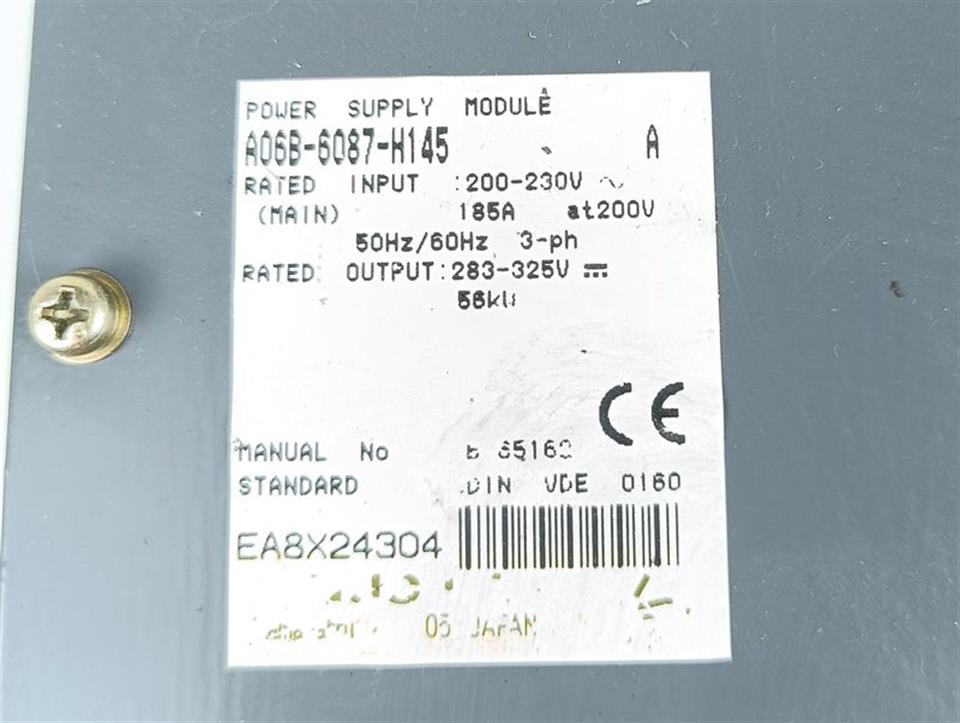 POWER SUPPLY MODULE
A06B-6087-H145 A
RATED INPUT :200-230V ~
(MAIN) 185A at200V
50Hz/60Hz 3-ph
RATED OUTPUT:283-325V ⎓
CE
MANUAL No
STANDARD DIN VDE 0160
EA8X24304
05 JAPAN